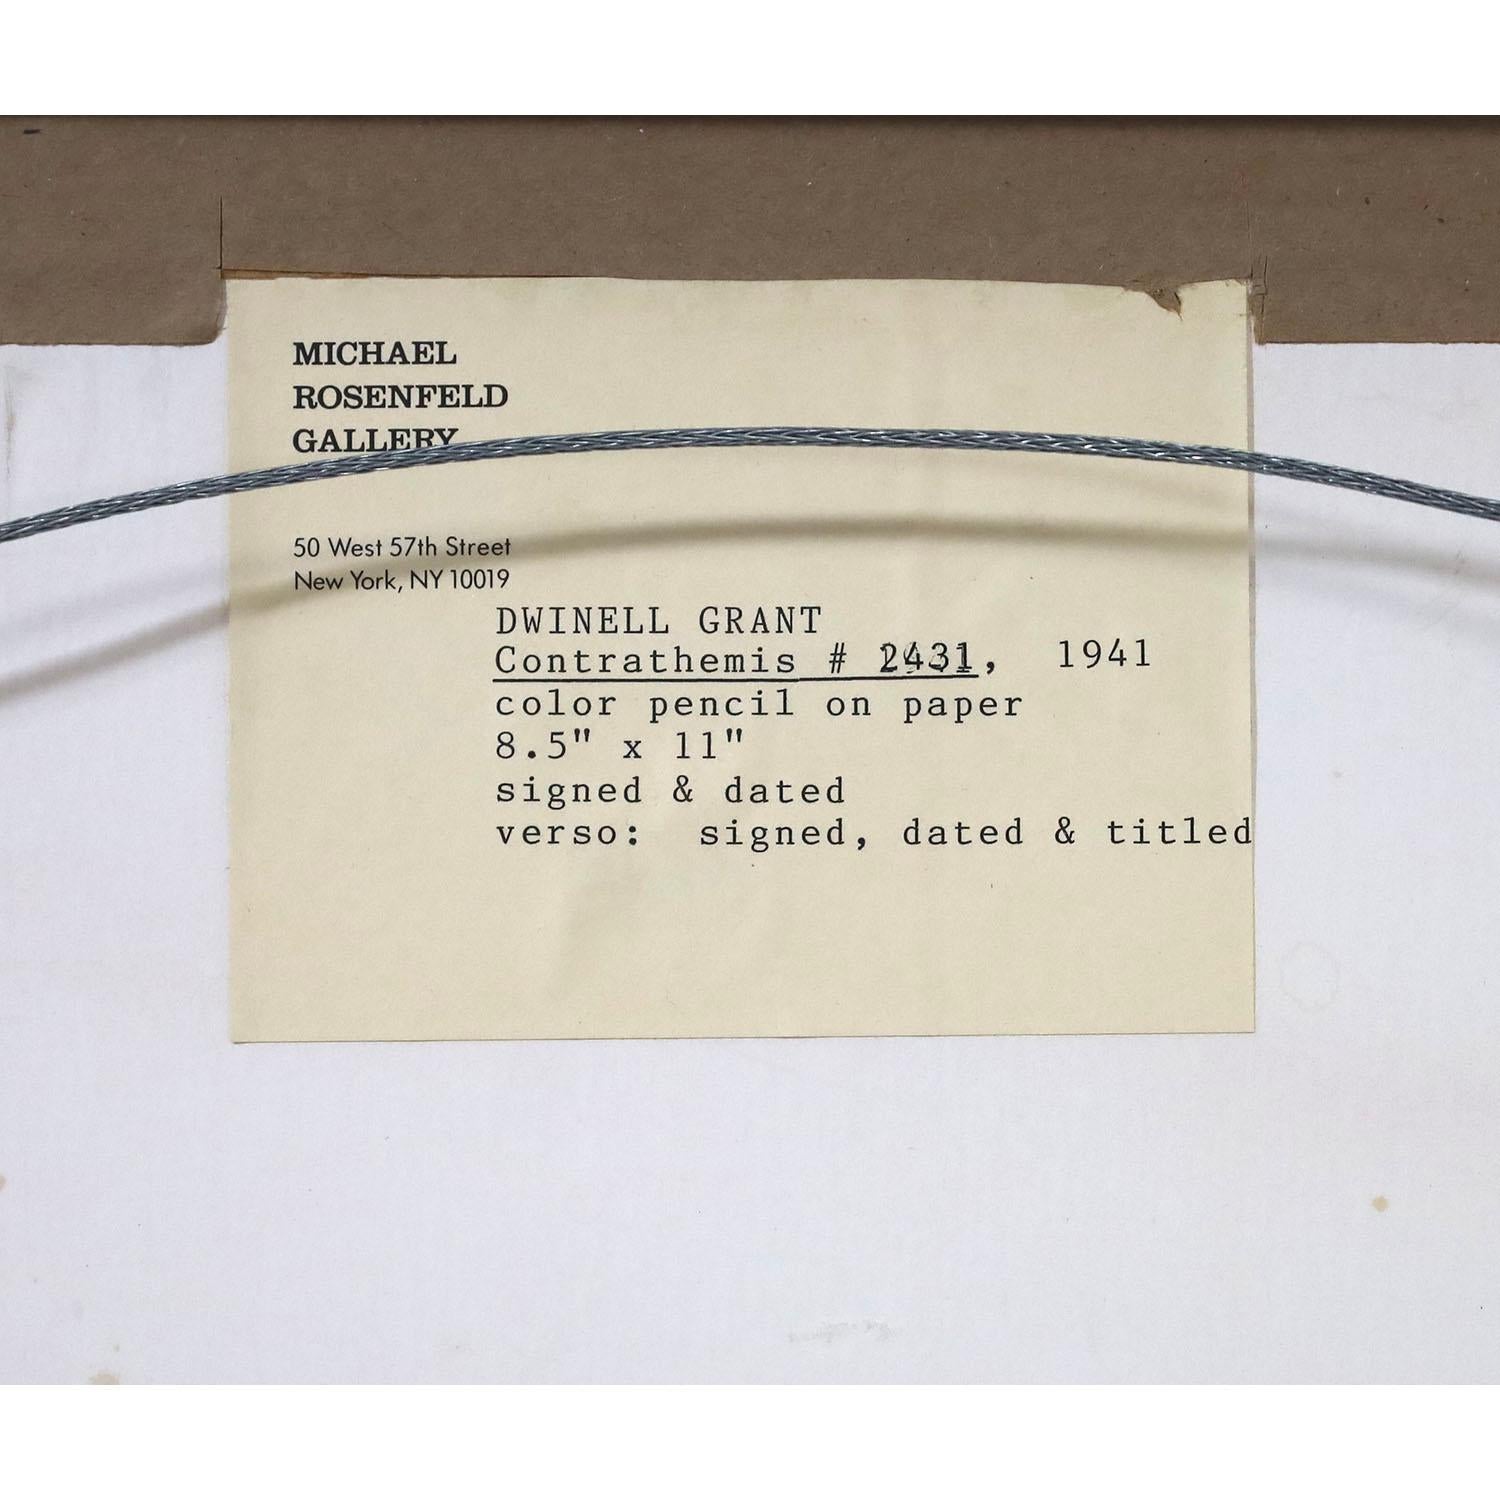 MICHAEL
ROSENFELD
GALLERY
50 West 57th Street
New York, NY 10019
DWINELL GRANT
Contrathemis # 2431, 1941
color pencil on paper
8.5" x 11"
signed & dated
verso: signed, dated & titled